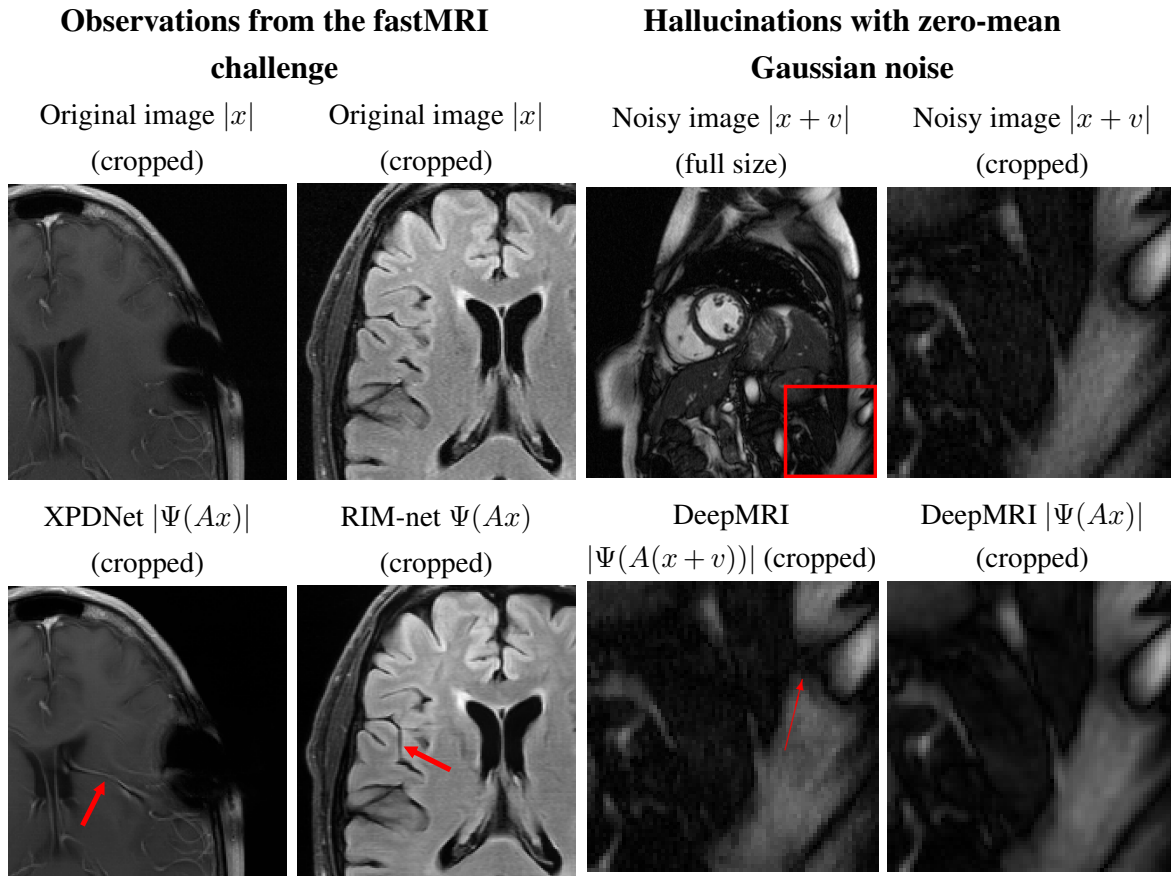 Observations from the fastMRI
challenge
Hallucinations with zero-mean
Gaussian noise
Original image |x|
(cropped)
Original image |x|
(cropped)
Noisy image |x + v|
(full size)
Noisy image |x + v|
(cropped)
XPDNet |Ψ(Ax)|
(cropped)
RIM-net Ψ(Ax)
(cropped)
DeepMRI
|Ψ(A(x + v))| (cropped)
DeepMRI |Ψ(Ax)|
(cropped)